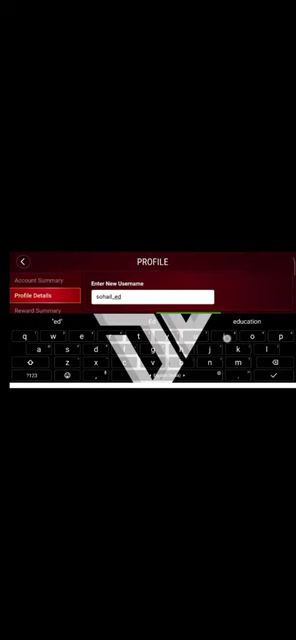 PROFILE
Account Summary
Enter New Username
Profile Details
sohail_ed
Reward Summary
"ed" education
q w e t o p
a s d f g h j k l
z x c v b n m
?123 , .